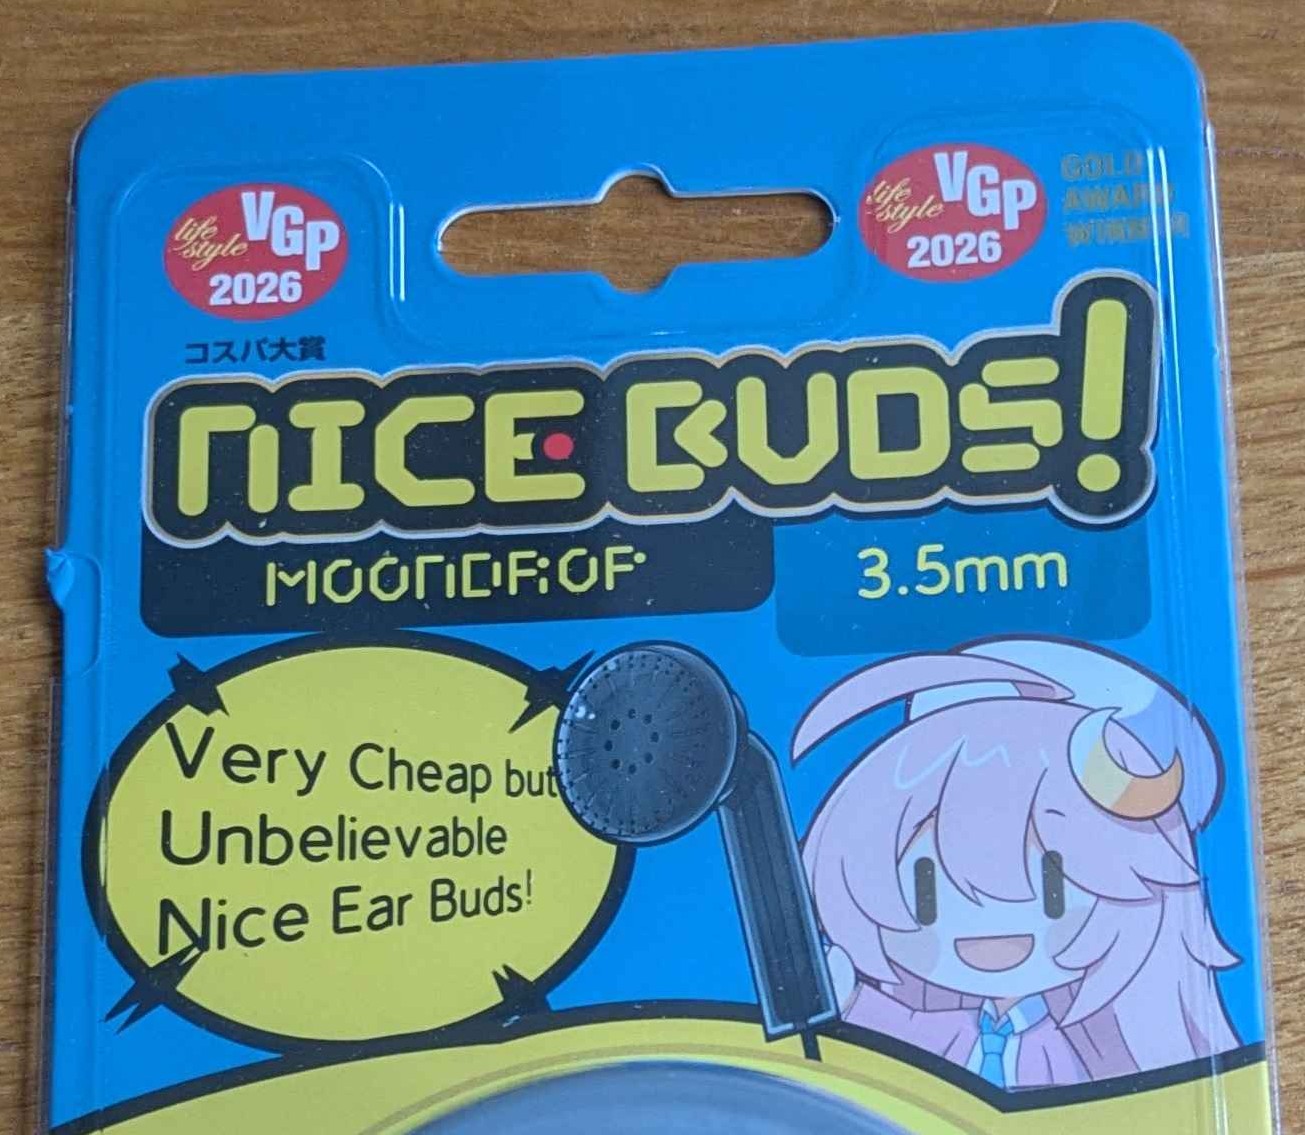 life style VGP
2026
コスパ大賞
life style VGP
2026
GOLD
AWARD
WINNER
NICE BUDS!
MOONDROP
3.5mm
Very Cheap but
Unbelievable
Nice Ear Buds!